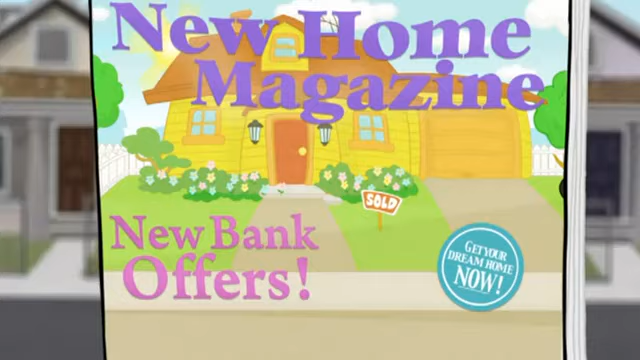 New Home
Magazine
SOLD
New Bank
Offers!
GET YOUR
DREAM HOME
NOW!